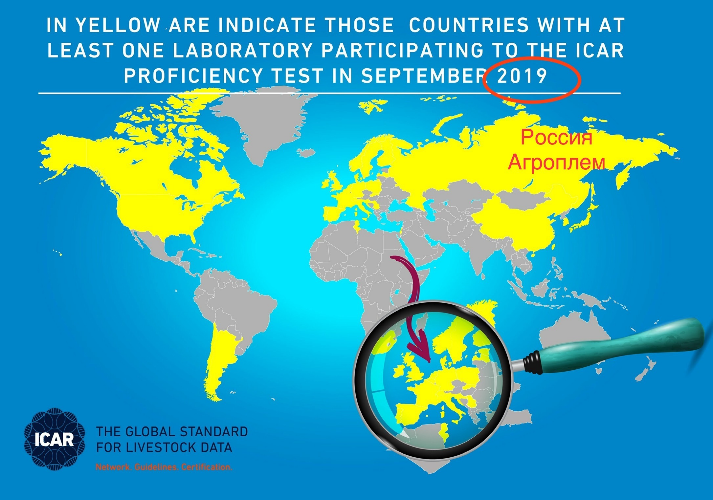 IN YELLOW ARE INDICATE THOSE COUNTRIES WITH AT
LEAST ONE LABORATORY PARTICIPATING TO THE ICAR
PROFICIENCY TEST IN SEPTEMBER 2019
Россия
Агроплем
ICAR
THE GLOBAL STANDARD
FOR LIVESTOCK DATA
Network. Guidelines. Certification.